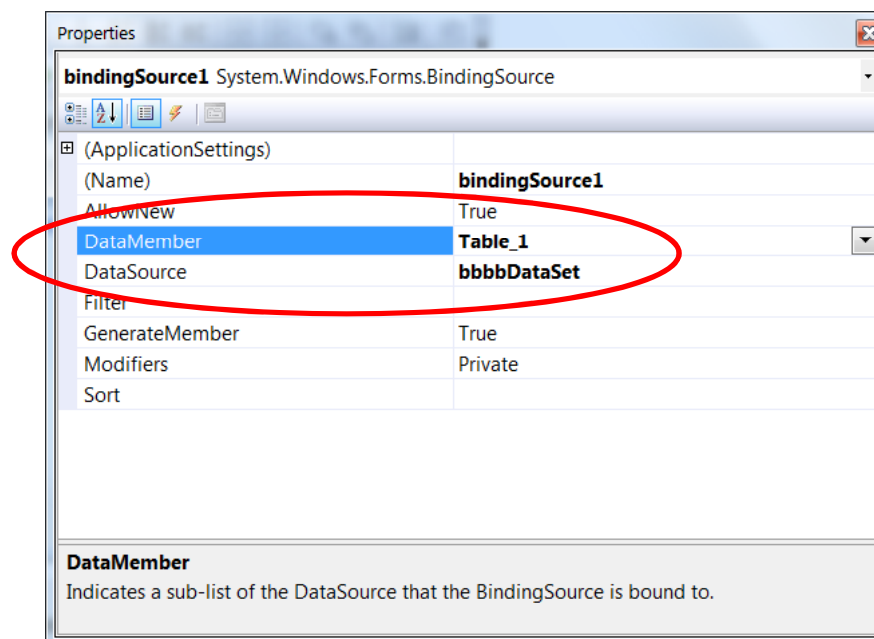 Properties
bindingSource1 System.Windows.Forms.BindingSource
(ApplicationSettings)
(Name) bindingSource1
AllowNew True
DataMember Table_1
DataSource bbbbDataSet
Filter
GenerateMember True
Modifiers Private
Sort
DataMember
Indicates a sub-list of the DataSource that the BindingSource is bound to.